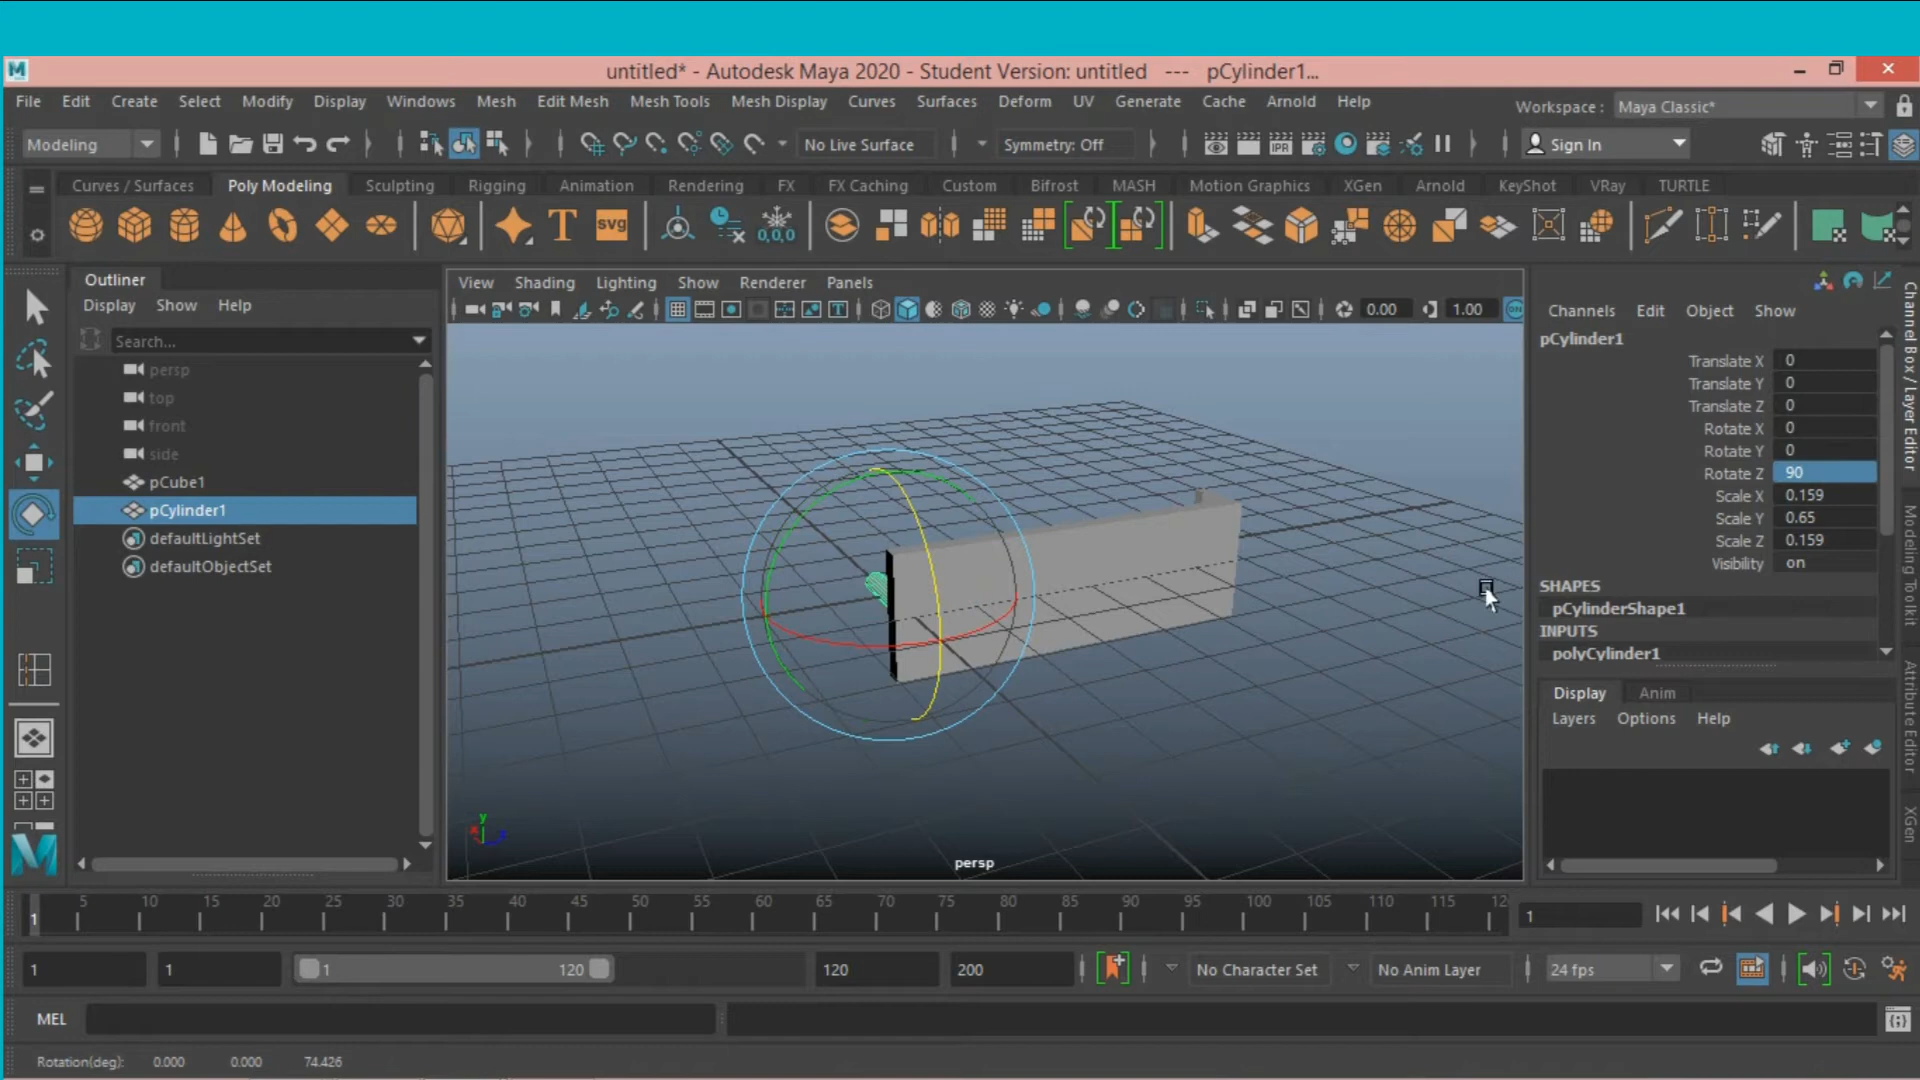 untitled* - Autodesk Maya 2020 - Student Version: untitled --- pCylinder1...
File Edit Create Select Modify Display Windows Mesh Edit Mesh Mesh Tools Mesh Display Curves Surfaces Deform UV Generate Cache Arnold Help
Workspace : Maya Classic*
Modeling No Live Surface Symmetry: Off IPR Sign In
Curves / Surfaces Poly Modeling Sculpting Rigging Animation Rendering FX FX Caching Custom Bifrost MASH Motion Graphics XGen Arnold KeyShot VRay TURTLE
T SVG 0,0,0
Outliner
Display Show Help
Search...
persp
top
front
side
pCube1
pCylinder1
defaultLightSet
defaultObjectSet
View Shading Lighting Show Renderer Panels
0.00 1.00
y
persp
Channels Edit Object Show
pCylinder1
Translate X 0
Translate Y 0
Translate Z 0
Rotate X 0
Rotate Y 0
Rotate Z 90
Scale X 0.159
Scale Y 0.65
Scale Z 0.159
Visibility on
SHAPES
pCylinderShape1
INPUTS
polyCylinder1
Display Anim
Layers Options Help
Channel Box / Layer Editor
Modeling Toolkit
Attribute Editor
XGen
1 5 10 15 20 25 30 35 40 45 50 55 60 65 70 75 80 85 90 95 100 105 110 115 12
1
1 1 1 120 120 200 No Character Set No Anim Layer 24 fps
MEL
Rotation(deg): 0.000 0.000 74.426